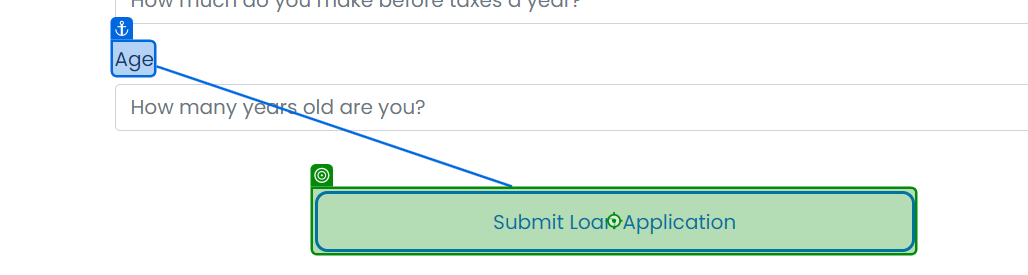 How much do you make before taxes a year?
Age
How many years old are you?
Submit Loan Application